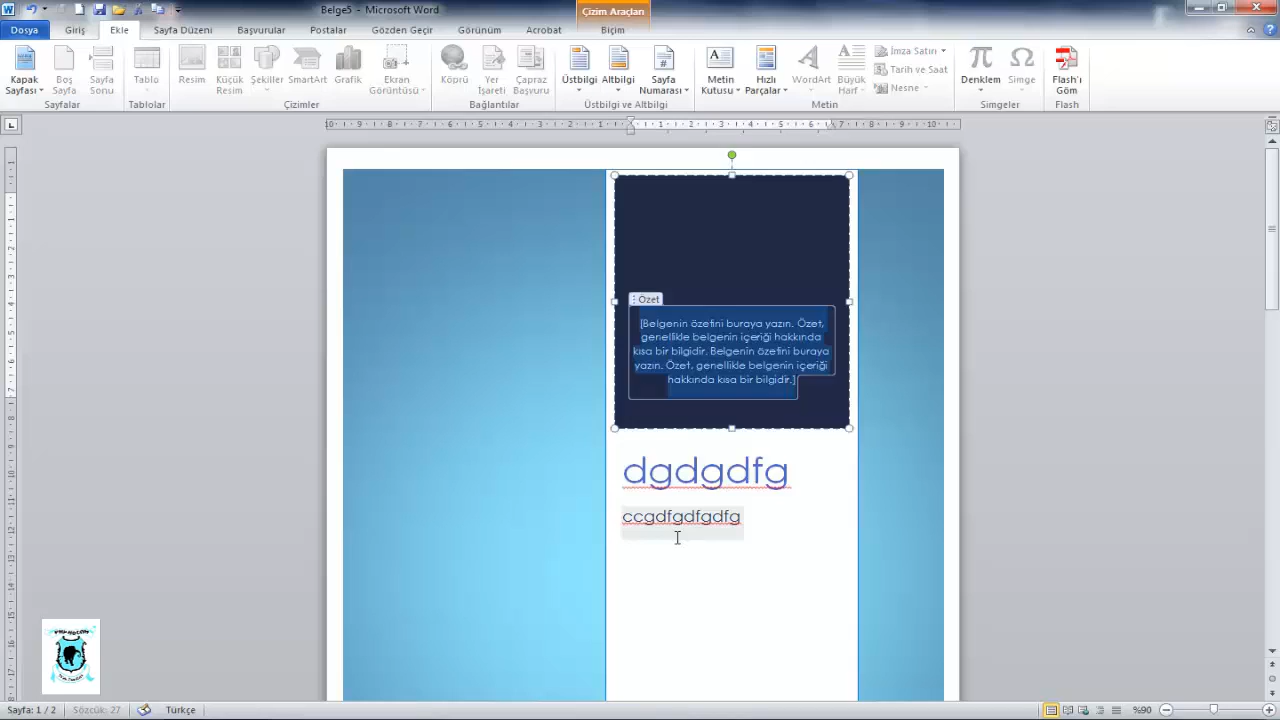 Belge5 - Microsoft Word
Çizim Araçları
Dosya
Giriş
Ekle
Sayfa Düzeni
Başvurular
Postalar
Gözden Geçir
Görünüm
Acrobat
Biçim
Kapak Sayfası
Boş Sayfa
Sayfa Sonu
Tablo
Resim
Küçük Resim
Şekiller
SmartArt
Grafik
Ekran Görüntüsü
Köprü
Yer İşareti
Çapraz Başvuru
Üstbilgi
Altbilgi
Sayfa Numarası
Metin Kutusu
Hızlı Parçalar
WordArt
Büyük Harf
İmza Satırı
Tarih ve Saat
Nesne
Denklem
Simge
Flash'ı Göm
Sayfalar
Tablolar
Çizimler
Bağlantılar
Üstbilgi ve Altbilgi
Metin
Simgeler
Flash
Özet
[Belgenin özetini buraya yazın. Özet,
genellikle belgenin içeriği hakkında
kısa bir bilgidir. Belgenin özetini buraya
yazın. Özet, genellikle belgenin içeriği
hakkında kısa bir bilgidir.]
dgdgdfg
ccgdfgdfgdfg
Sayfa: 1 / 2
Sözcük: 27
Türkçe
%90